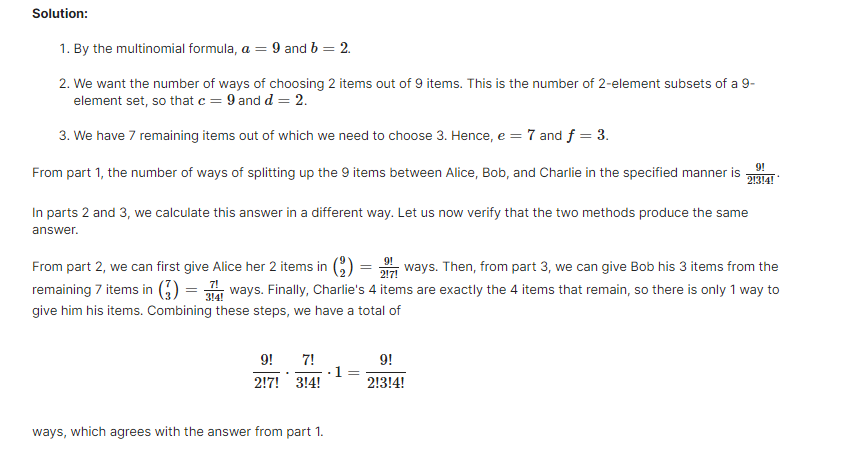 Solution:
1. By the multinomial formula, a = 9 and b = 2.
2. We want the number of ways of choosing 2 items out of 9 items. This is the number of 2-element subsets of a 9-
element set, so that c = 9 and d = 2.
3. We have 7 remaining items out of which we need to choose 3. Hence, e = 7 and f = 3.
From part 1, the number of ways of splitting up the 9 items between Alice, Bob, and Charlie in the specified manner is \frac{9!}{2!3!4!}.
In parts 2 and 3, we calculate this answer in a different way. Let us now verify that the two methods produce the same
answer.
From part 2, we can first give Alice her 2 items in \binom{9}{2} = \frac{9!}{2!7!} ways. Then, from part 3, we can give Bob his 3 items from the
remaining 7 items in \binom{7}{3} = \frac{7!}{3!4!} ways. Finally, Charlie's 4 items are exactly the 4 items that remain, so there is only 1 way to
give him his items. Combining these steps, we have a total of
\frac{9!}{2!7!} \cdot \frac{7!}{3!4!} \cdot 1 = \frac{9!}{2!3!4!}
ways, which agrees with the answer from part 1.